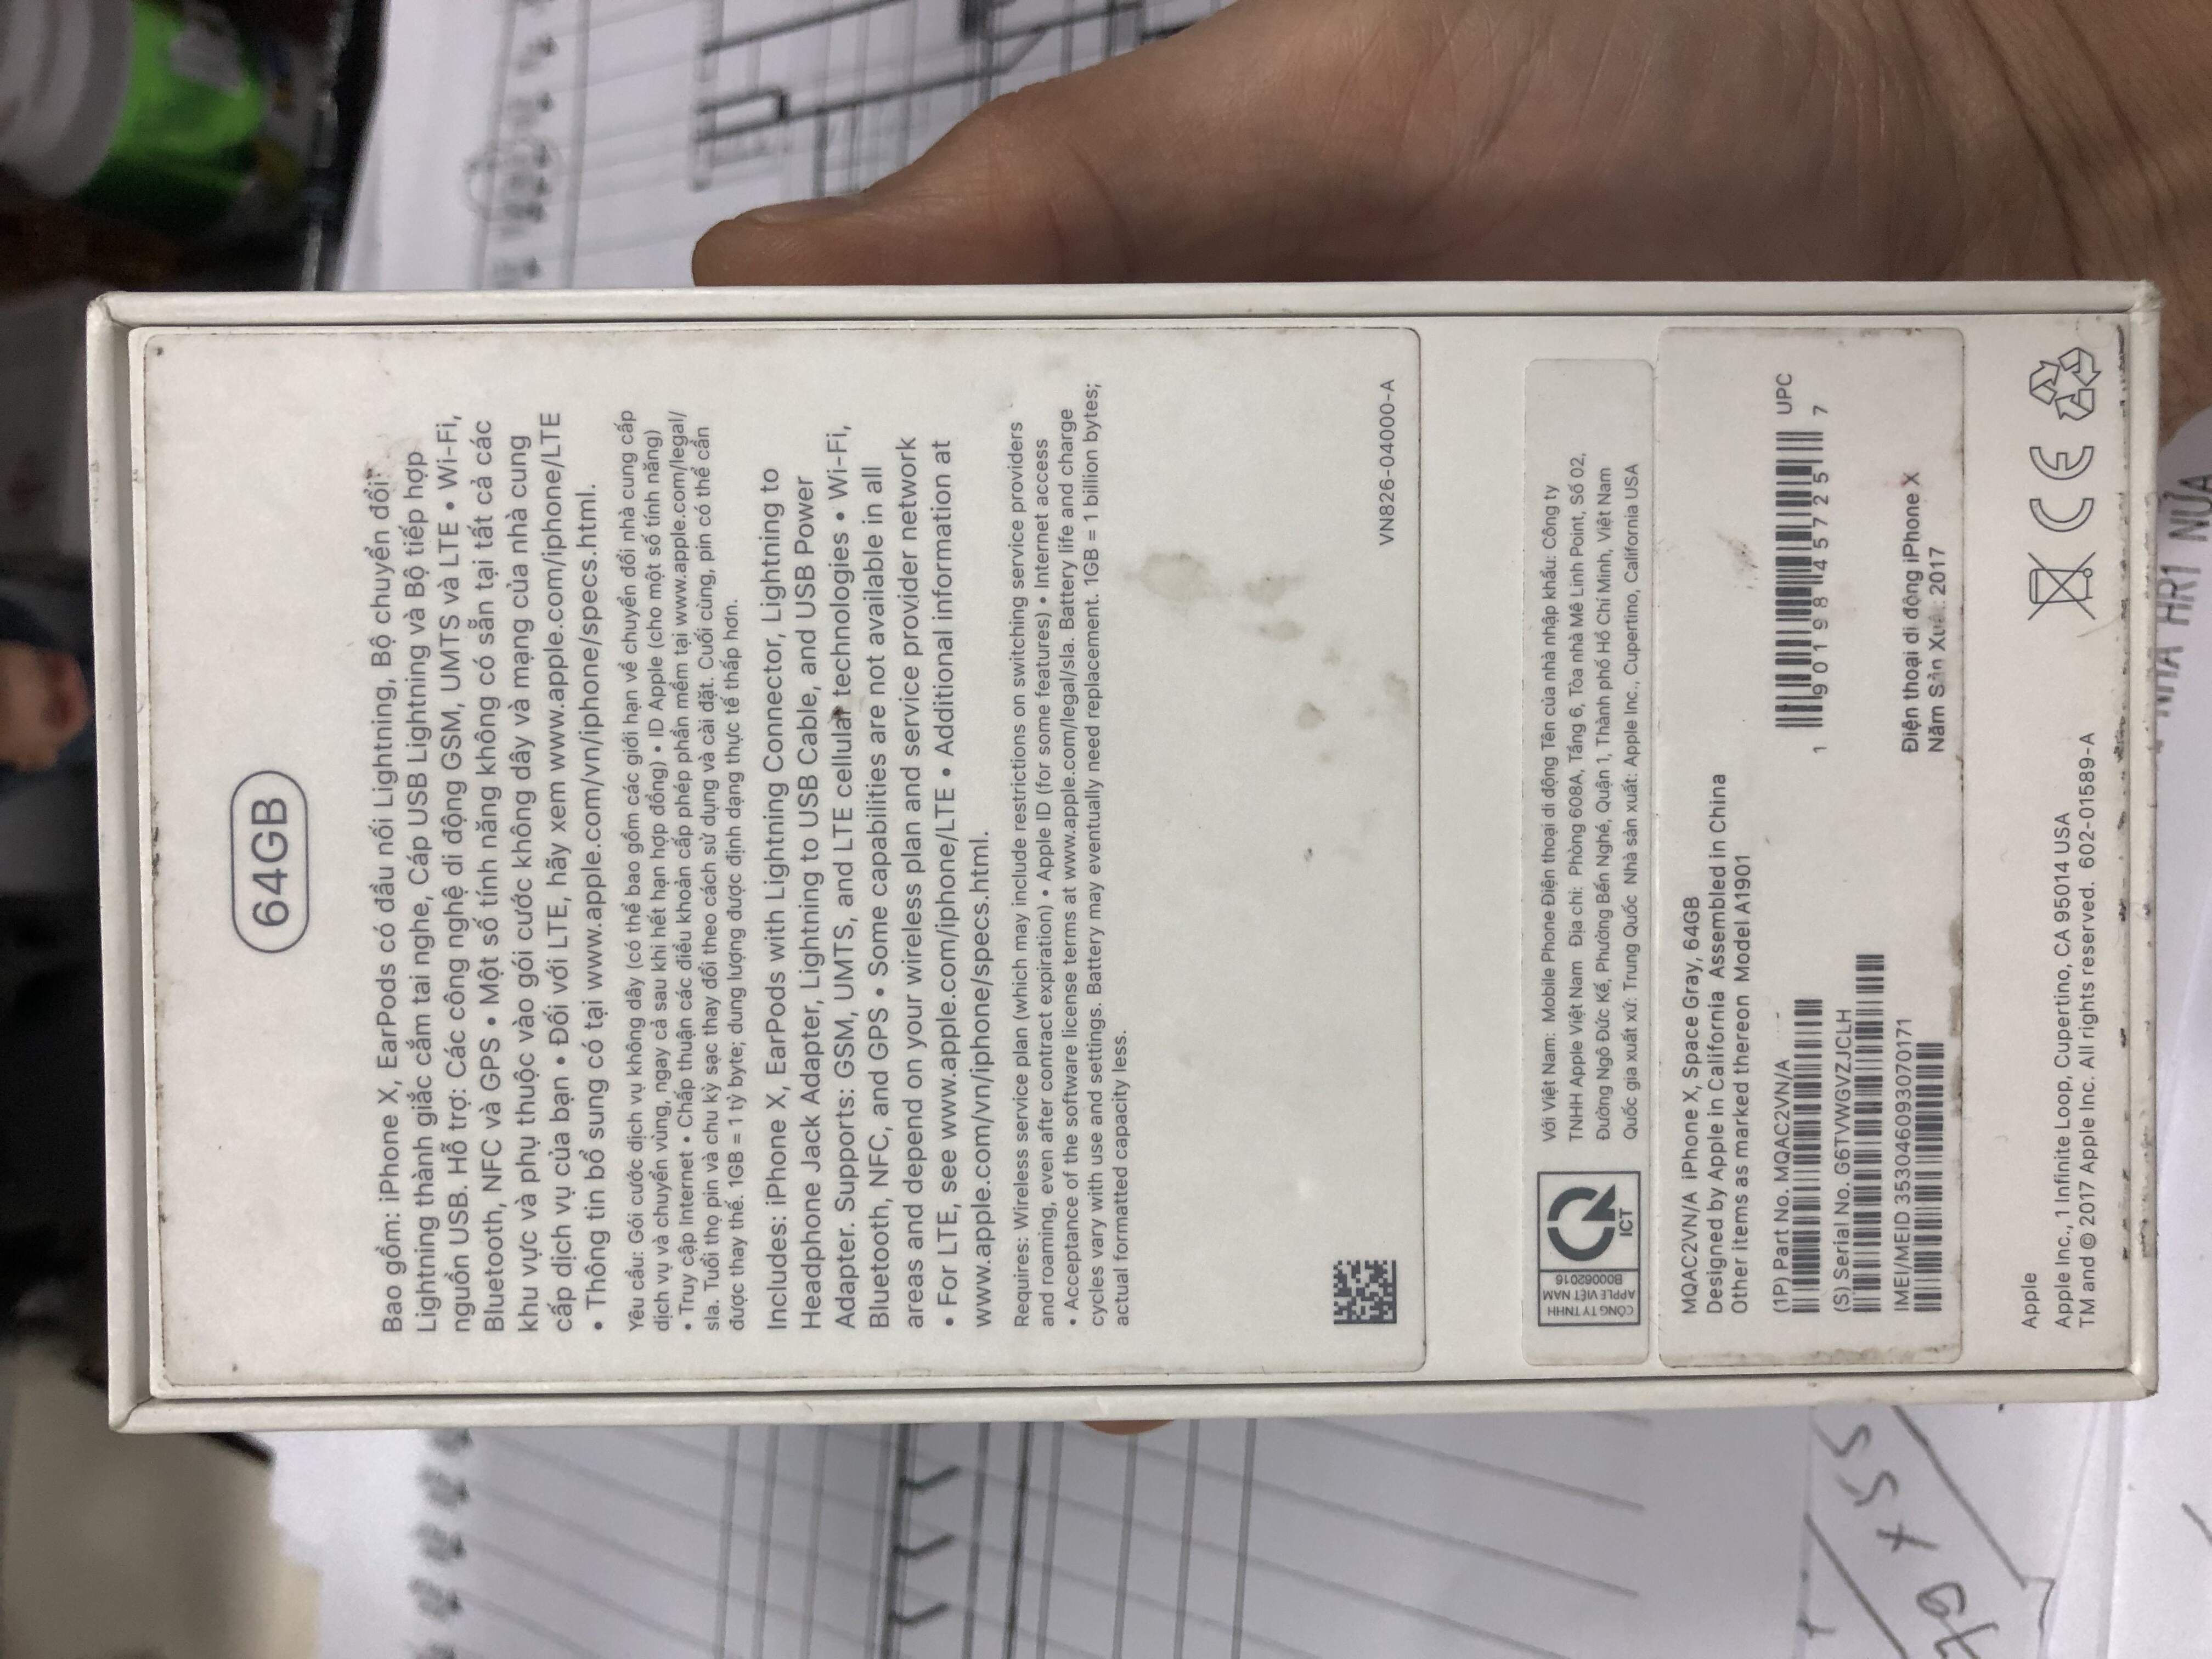 64GB
Bao gồm: iPhone X, EarPods có đầu nối Lightning, Bộ chuyển đổi
Lightning thành giắc cắm tai nghe, Cáp USB Lightning và Bộ tiếp hợp
nguồn USB. Hỗ trợ: Các công nghệ di động GSM, UMTS và LTE • Wi-Fi,
Bluetooth, NFC và GPS • Một số tính năng không có sẵn tại tất cả các
khu vực và phụ thuộc vào gói cước không dây và mạng của nhà cung
cấp dịch vụ của bạn • Đối với LTE, hãy xem www.apple.com/iphone/LTE
• Thông tin bổ sung có tại www.apple.com/vn/iphone/specs.html.
Yêu cầu: Gói cước dịch vụ không dây (có thể bao gồm các giới hạn về chuyển đổi nhà cung cấp
dịch vụ và chuyển vùng, ngay cả sau khi hết hạn hợp đồng) • ID Apple (cho một số tính năng)
• Truy cập Internet • Chấp thuận các điều khoản cấp phép phần mềm tại www.apple.com/legal/
sla. Tuổi thọ pin và chu kỳ sạc thay đổi theo cách sử dụng và cài đặt. Cuối cùng, pin có thể cần
được thay thế. 1GB = 1 tỷ byte; dung lượng được định dạng thực tế thấp hơn.
Includes: iPhone X, EarPods with Lightning Connector, Lightning to
Headphone Jack Adapter, Lightning to USB Cable, and USB Power
Adapter. Supports: GSM, UMTS, and LTE cellular technologies • Wi-Fi,
Bluetooth, NFC, and GPS • Some capabilities are not available in all
areas and depend on your wireless plan and service provider network
• For LTE, see www.apple.com/iphone/LTE • Additional information at
www.apple.com/vn/iphone/specs.html.
Requires: Wireless service plan (which may include restrictions on switching service providers
and roaming, even after contract expiration) • Apple ID (for some features) • Internet access
• Acceptance of the software license terms at www.apple.com/legal/sla. Battery life and charge
cycles vary with use and settings. Battery may eventually need replacement. 1GB = 1 billion bytes;
actual formatted capacity less.
VN826-04000-A
CÔNG TY TNHH
APPLE VIỆT NAM
B00062016
ICT
Với Việt Nam: Mobile Phone Điện thoại di động Tên của nhà nhập khẩu: Công ty
TNHH Apple Việt Nam Địa chỉ: Phòng 608A, Tầng 6, Tòa nhà Mê Linh Point, Số 02,
Đường Ngô Đức Kế, Phường Bến Nghé, Quận 1, Thành phố Hồ Chí Minh, Việt Nam
Quốc gia xuất xứ: Trung Quốc Nhà sản xuất: Apple Inc., Cupertino, California USA
MQAC2VN/A iPhone X, Space Gray, 64GB
Designed by Apple in California Assembled in China
Other items as marked thereon Model A1901
(1P) Part No. MQAC2VN/A
UPC
1 90198 45725 7
(S) Serial No. G6TVWGVZJCLH
IMEI/MEID 353046093070171
Điện thoại di động iPhone X
Năm Sản Xuất: 2017
Apple
Apple Inc., 1 Infinite Loop, Cupertino, CA 95014 USA
TM and © 2017 Apple Inc. All rights reserved. 602-01589-A
CE
79 x 55